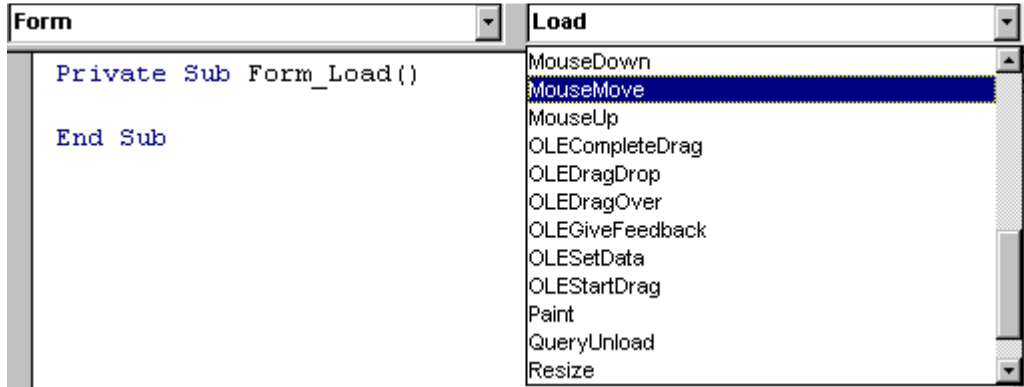 Form
Load
Private Sub Form_Load()
End Sub
MouseDown
MouseMove
MouseUp
OLECompleteDrag
OLEDragDrop
OLEDragOver
OLEGiveFeedback
OLESetData
OLEStartDrag
Paint
QueryUnload
Resize